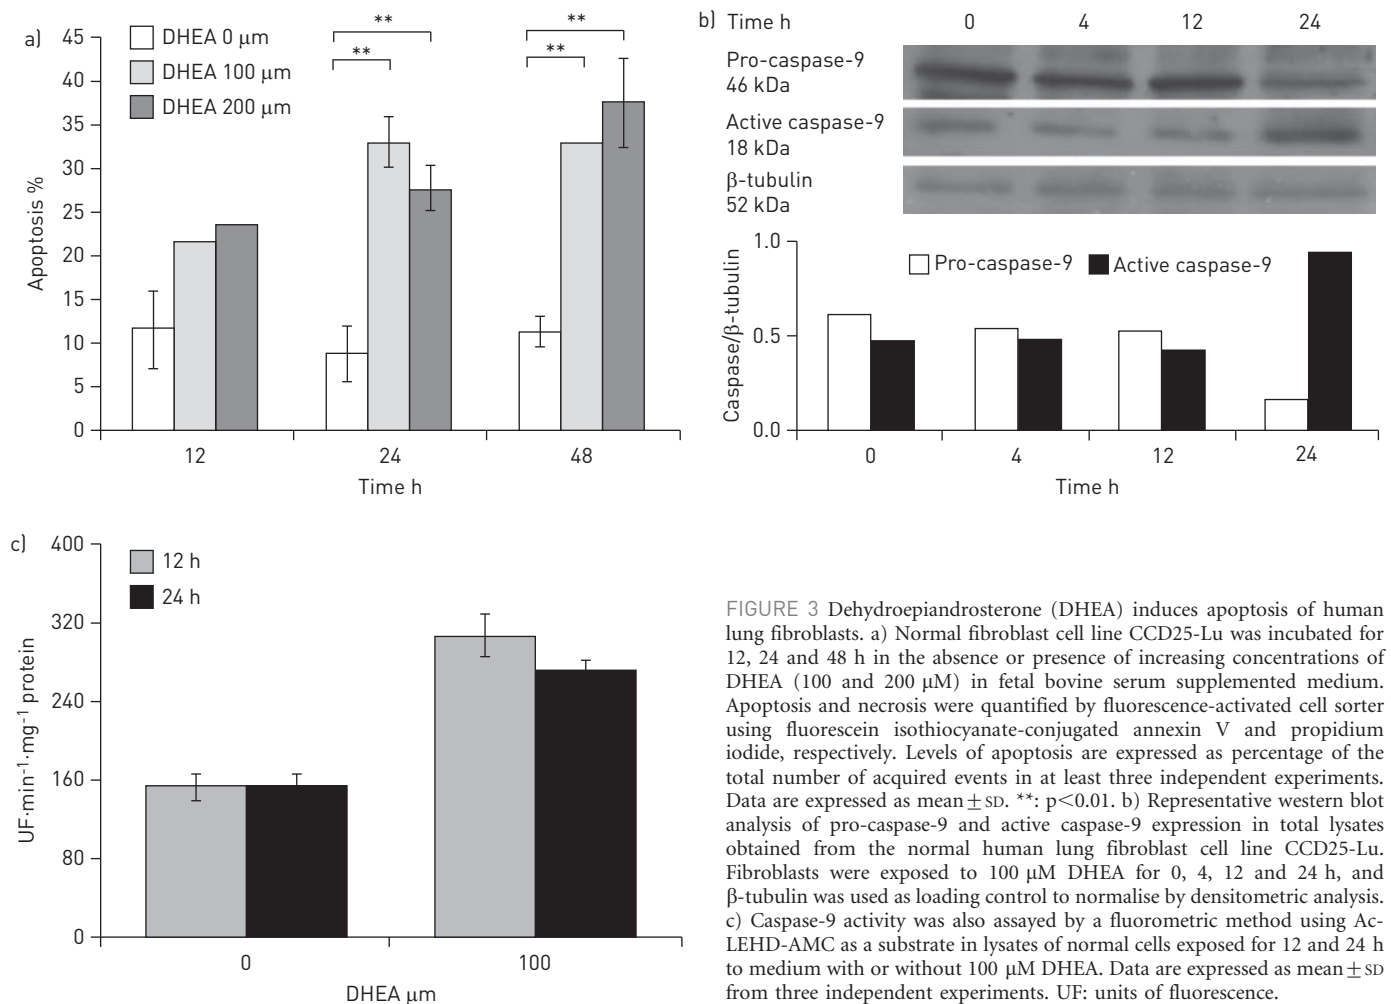 a)
Apoptosis %
45
40
35
30
25
20
15
10
5
0
DHEA 0 μm
DHEA 100 μm
DHEA 200 μm
**
**
**
**
12 24 48
Time h
b) Time h 0 4 12 24
Pro-caspase-9
46 kDa
Active caspase-9
18 kDa
β-tubulin
52 kDa
Caspase/β-tubulin
1.0
0.5
0.0
Pro-caspase-9 Active caspase-9
0 4 12 24
Time h
c)
UF·min⁻¹·mg⁻¹ protein
400
320
240
160
80
0
12 h
24 h
0 100
DHEA μm
FIGURE 3 Dehydroepiandrosterone (DHEA) induces apoptosis of human
lung fibroblasts. a) Normal fibroblast cell line CCD25-Lu was incubated for
12, 24 and 48 h in the absence or presence of increasing concentrations of
DHEA (100 and 200 μM) in fetal bovine serum supplemented medium.
Apoptosis and necrosis were quantified by fluorescence-activated cell sorter
using fluorescein isothiocyanate-conjugated annexin V and propidium
iodide, respectively. Levels of apoptosis are expressed as percentage of the
total number of acquired events in at least three independent experiments.
Data are expressed as mean±SD. **: p<0.01. b) Representative western blot
analysis of pro-caspase-9 and active caspase-9 expression in total lysates
obtained from the normal human lung fibroblast cell line CCD25-Lu.
Fibroblasts were exposed to 100 μM DHEA for 0, 4, 12 and 24 h, and
β-tubulin was used as loading control to normalise by densitometric analysis.
c) Caspase-9 activity was also assayed by a fluorometric method using Ac-
LEHD-AMC as a substrate in lysates of normal cells exposed for 12 and 24 h
to medium with or without 100 μM DHEA. Data are expressed as mean±SD
from three independent experiments. UF: units of fluorescence.